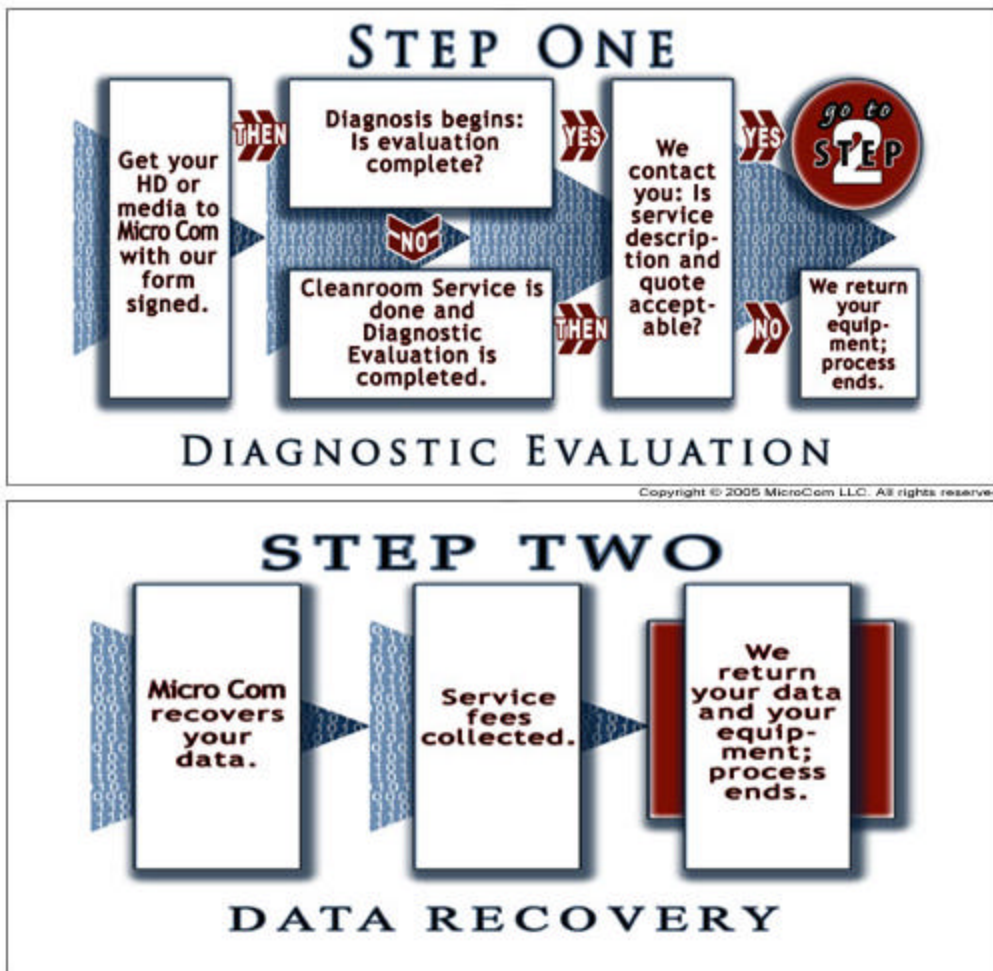 STEP ONE
Get your
HD or
media to
Micro Com
with our
form
signed.
THEN
Diagnosis begins:
Is evaluation
complete?
YES
NO
Cleanroom Service is
done and
Diagnostic
Evaluation is
completed.
THEN
We
contact
you: Is
service
descrip-
tion and
quote
accept-
able?
YES
go to
STEP
2
NO
We return
your
equip-
ment;
process
ends.
DIAGNOSTIC EVALUATION
Copyright © 2005 MicroCom LLC. All rights reserve
STEP TWO
Micro Com
recovers
your
data.
Service
fees
collected.
We
return
your data
and your
equip-
ment;
process
ends.
DATA RECOVERY